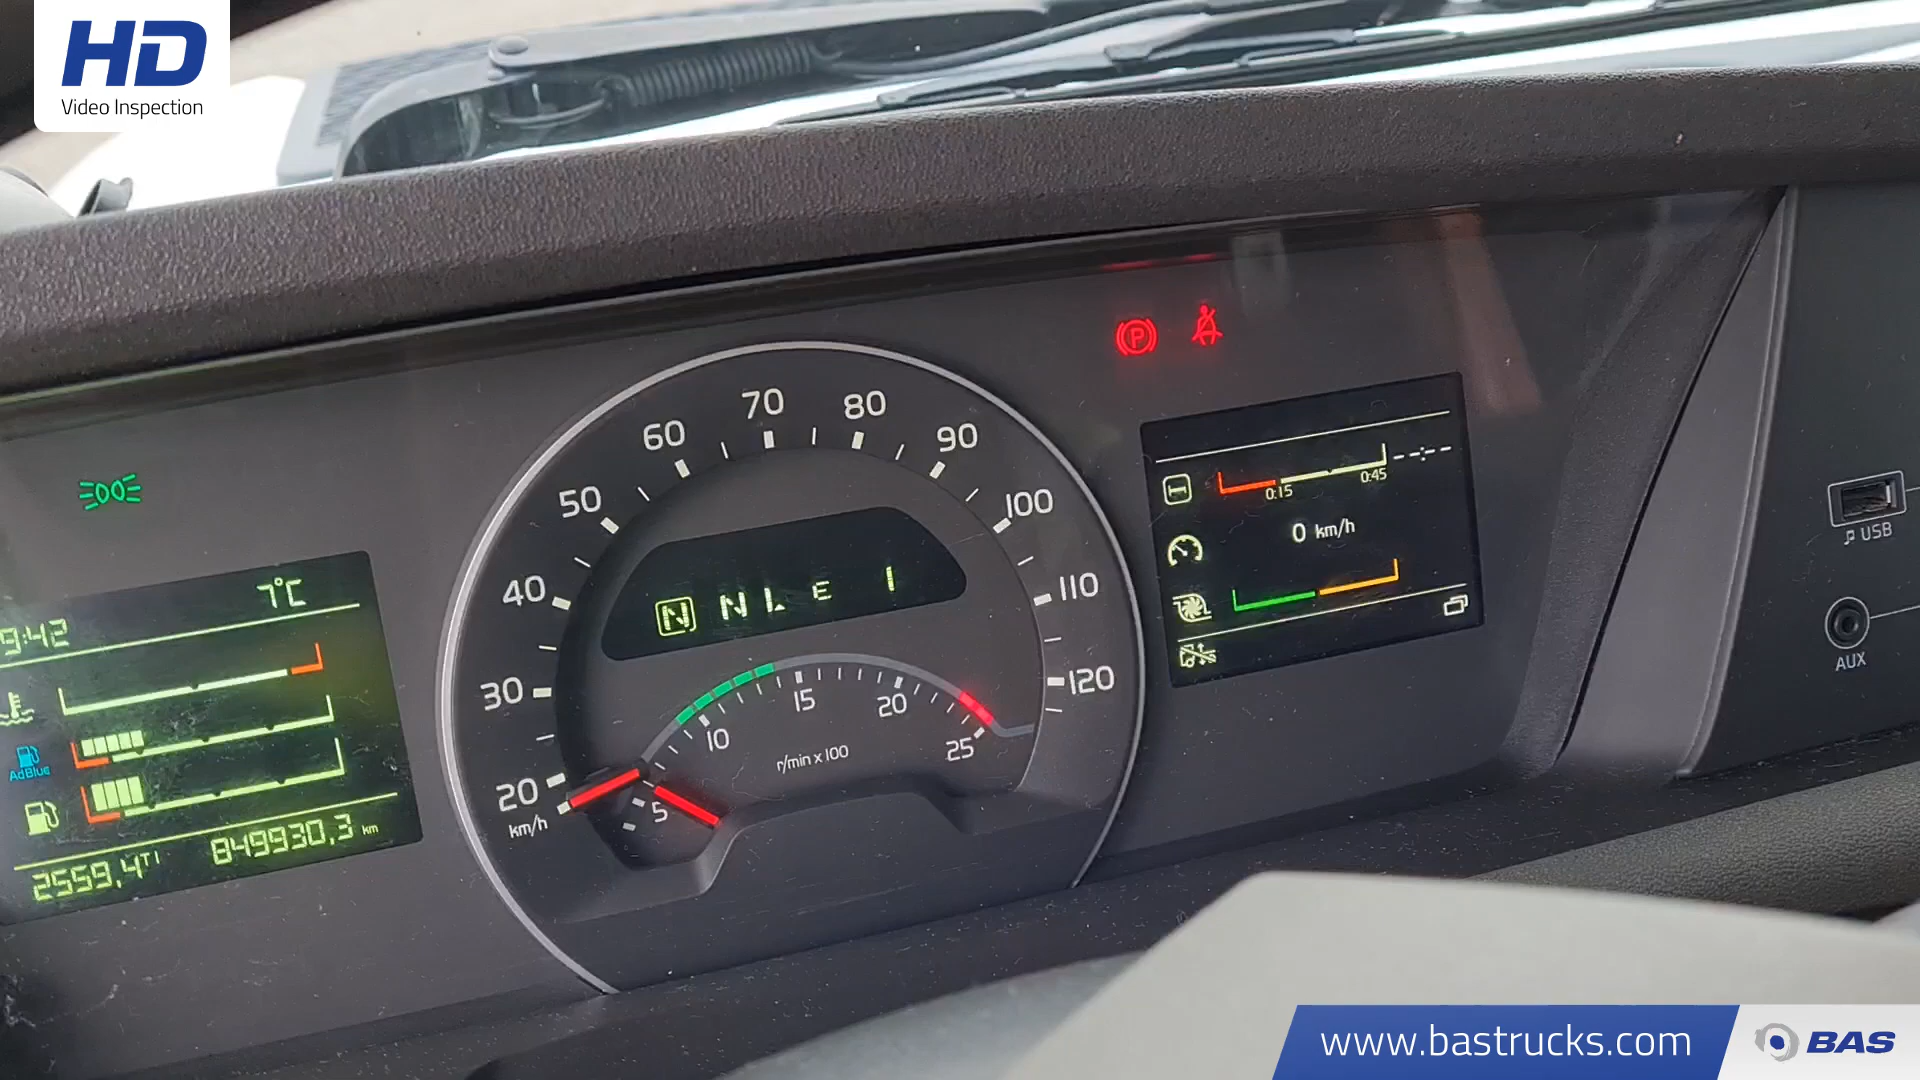 HD
Video Inspection
9:42
7°C
AdBlue
849930,3 km
2559,4 TI
20
30
40
50
60
70
80
90
100
110
120
km/h
N N L E 1
5
10
15
20
25
r/min x 100
P
0:15
0:45
--:--
0 km/h
USB
AUX
www.bastrucks.com
BAS